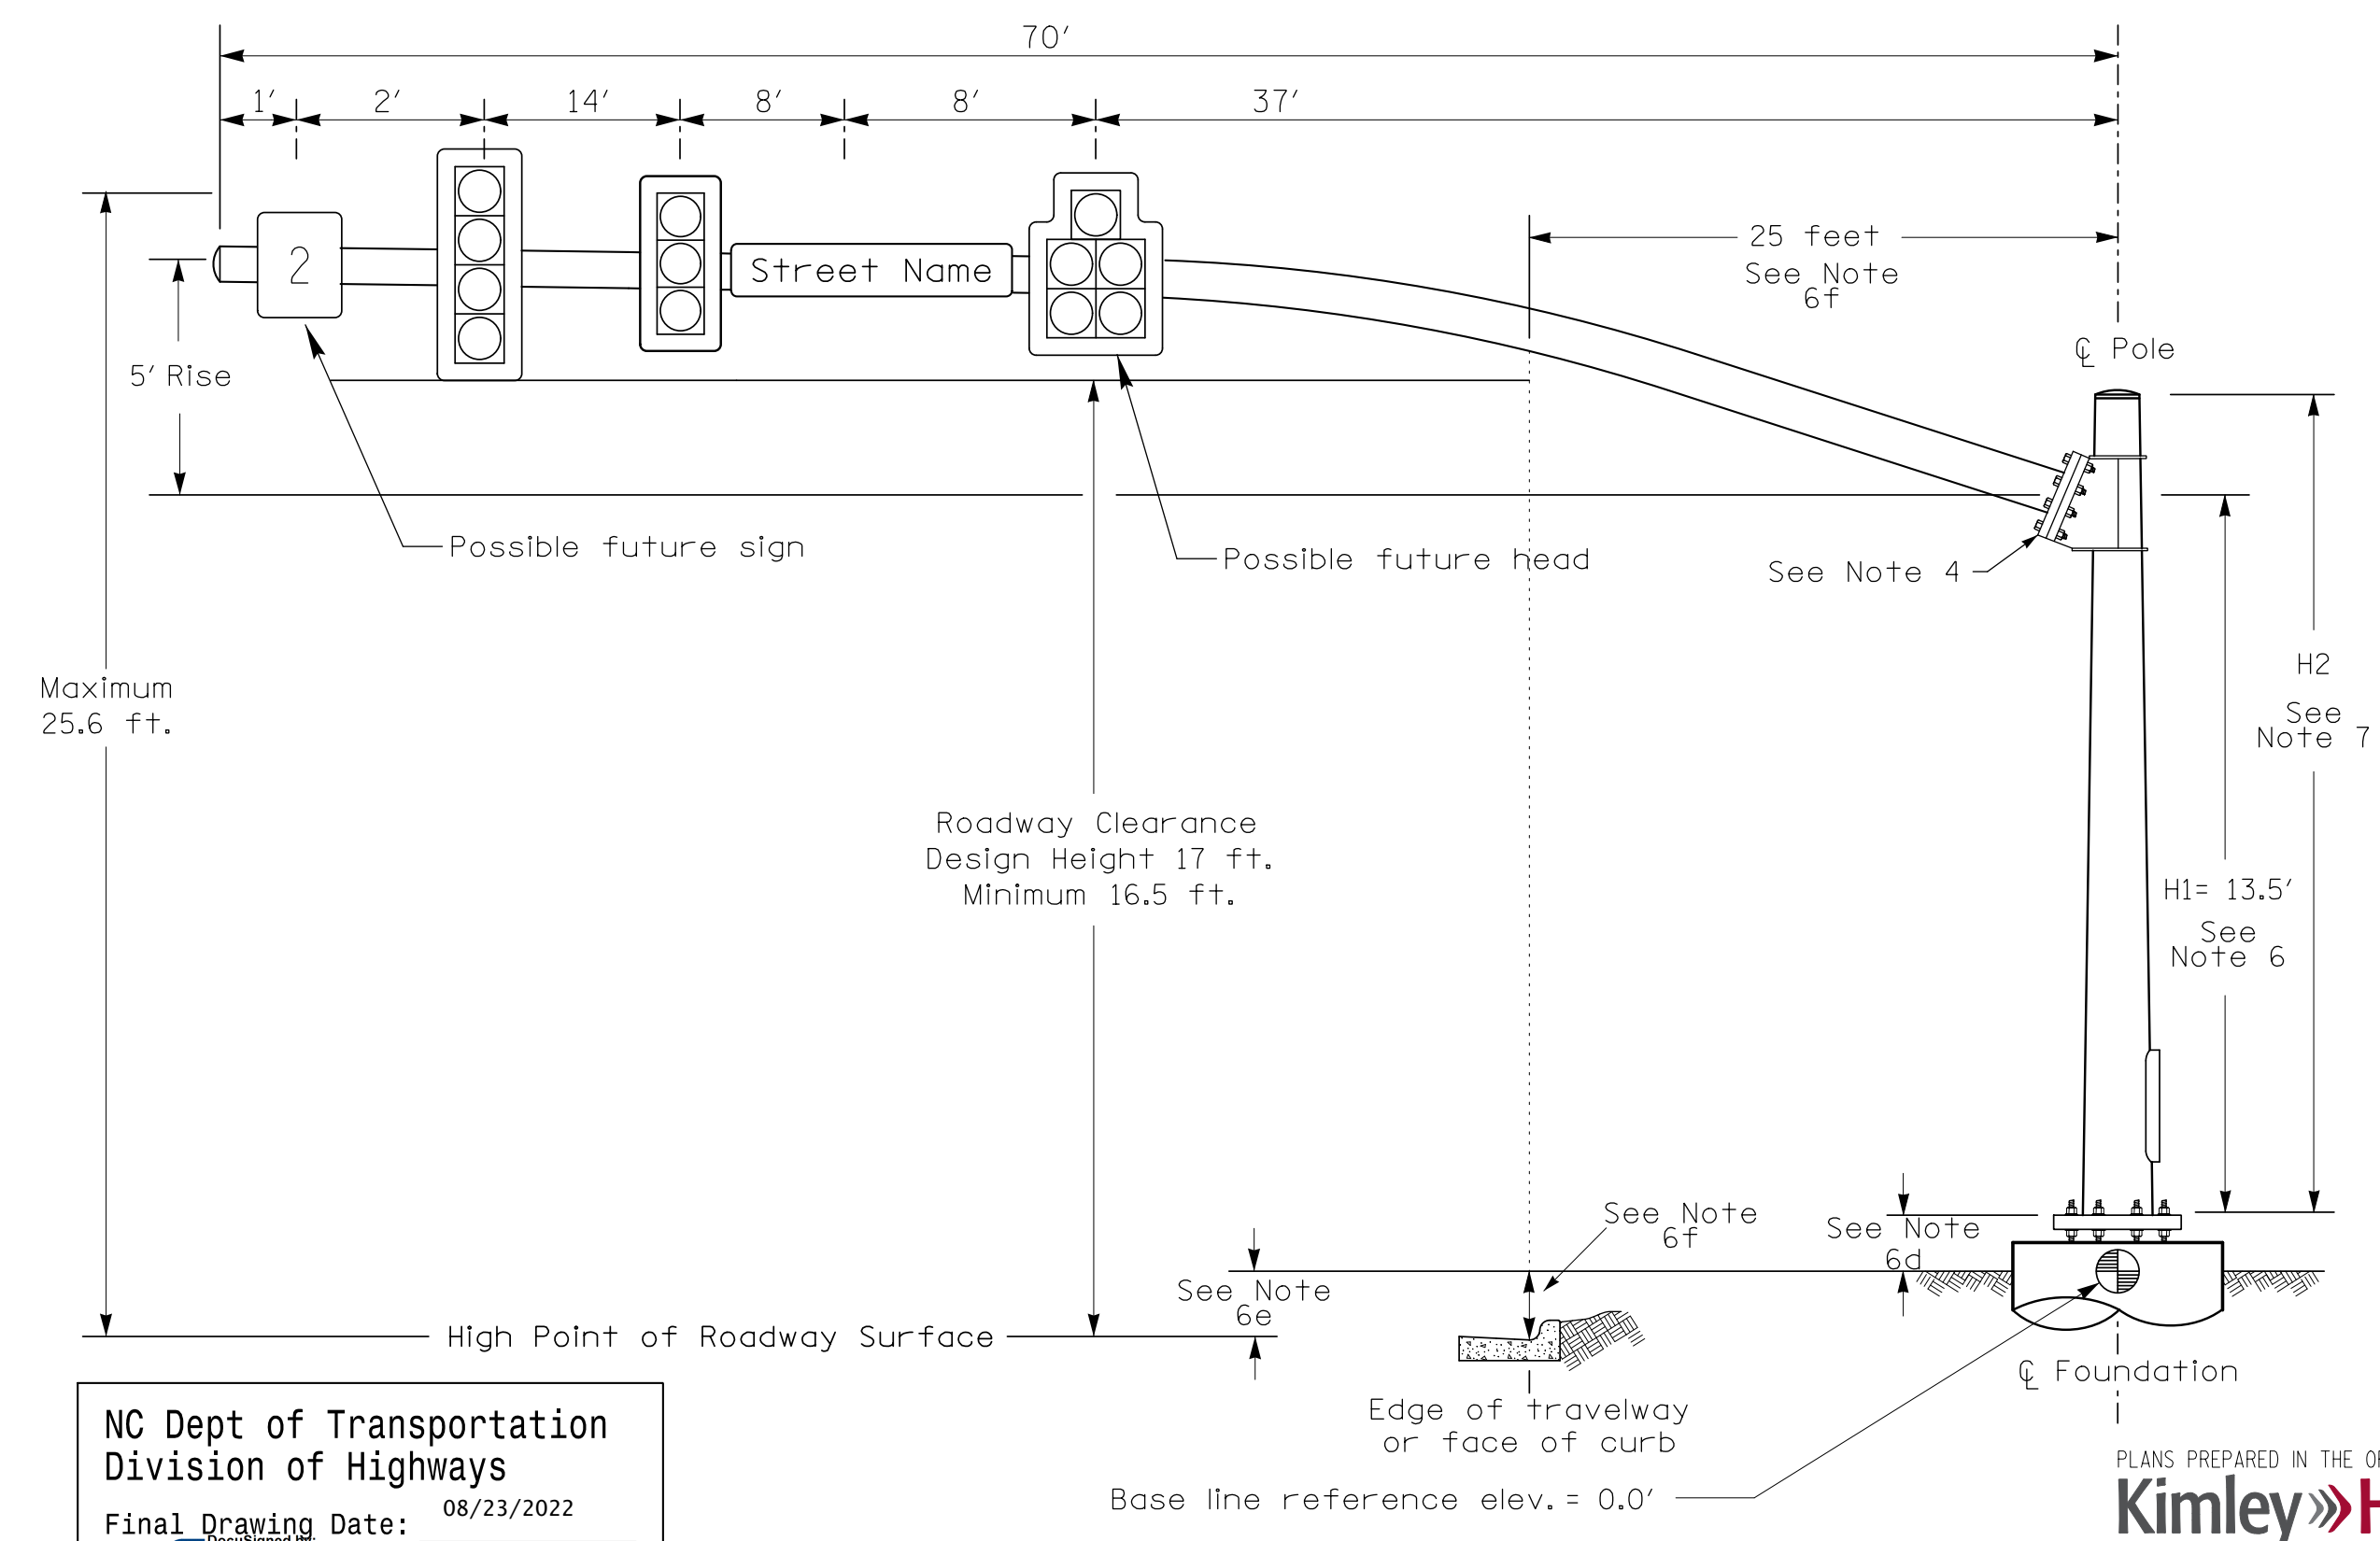 70'
1' 2' 14' 8' 8' 37'
25 feet
See Note
6f
2
Street Name
℄ Pole
5' Rise
Possible future sign
Possible future head
See Note 4
H2
See
Note 7
Maximum
25.6 ft.
Roadway Clearance
Design Height 17 ft.
Minimum 16.5 ft.
H1= 13.5'
See
Note 6
See Note
6f
See Note
6d
See Note
6e
High Point of Roadway Surface
℄ Foundation
Edge of travelway
or face of curb
Base line reference elev. = 0.0'
NC Dept of Transportation
Division of Highways
Final Drawing Date: 08/23/2022
DocuSigned by:
PLANS PREPARED IN THE
Kimley»H